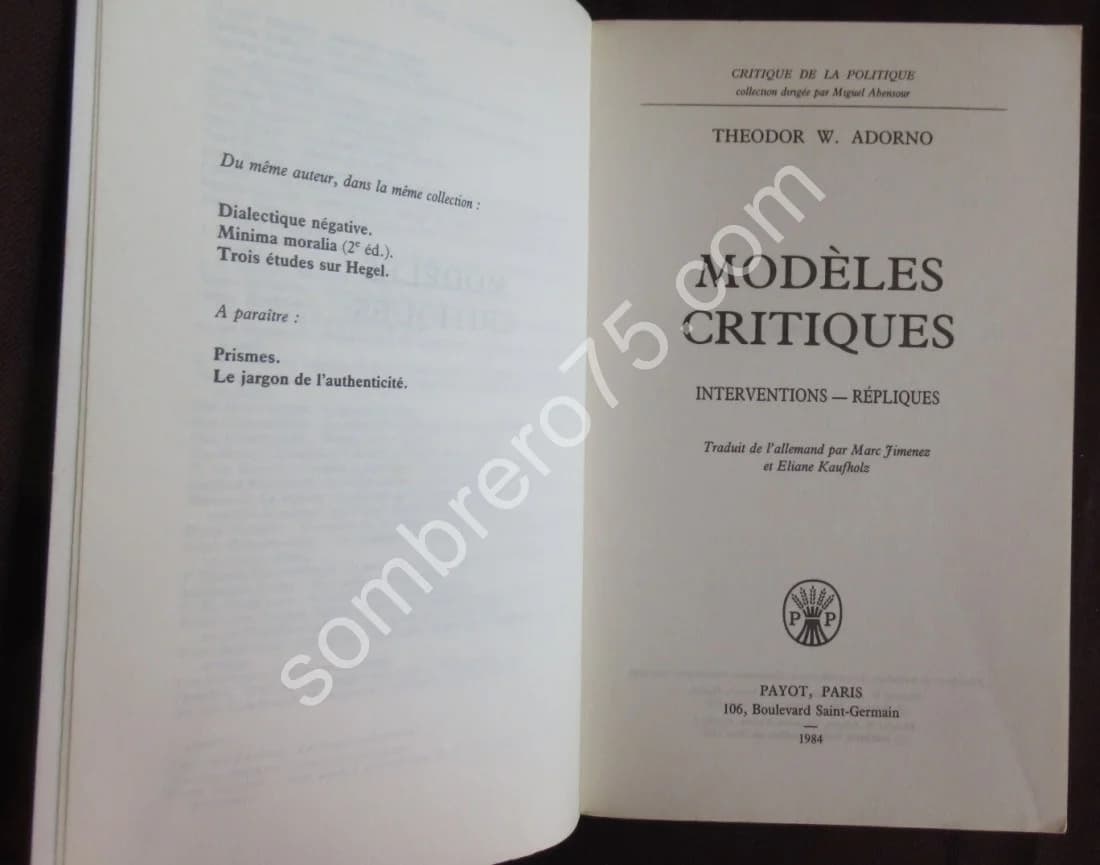 Du même auteur, dans la même collection :
Dialectique négative.
Minima moralia (2e éd.).
Trois études sur Hegel.
A paraître :
Prismes.
Le jargon de l'authenticité.
CRITIQUE DE LA POLITIQUE
collection dirigée par Miguel Abensour
THEODOR W. ADORNO
MODÈLES
CRITIQUES
INTERVENTIONS — RÉPLIQUES
Traduit de l'allemand par Marc Jimenez
et Eliane Kaufholz
P P
PAYOT, PARIS
106, Boulevard Saint-Germain
1984
sombrero75.com